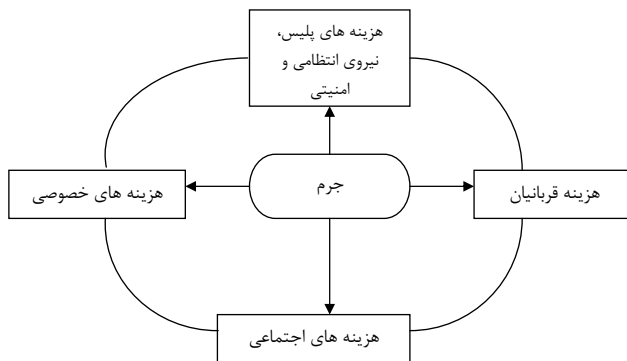 هزینه های پلیس،
نیروی انتظامی و
امنیتی
هزینه قربانیان
جرم
هزینه های خصوصی
هزینه های اجتماعی